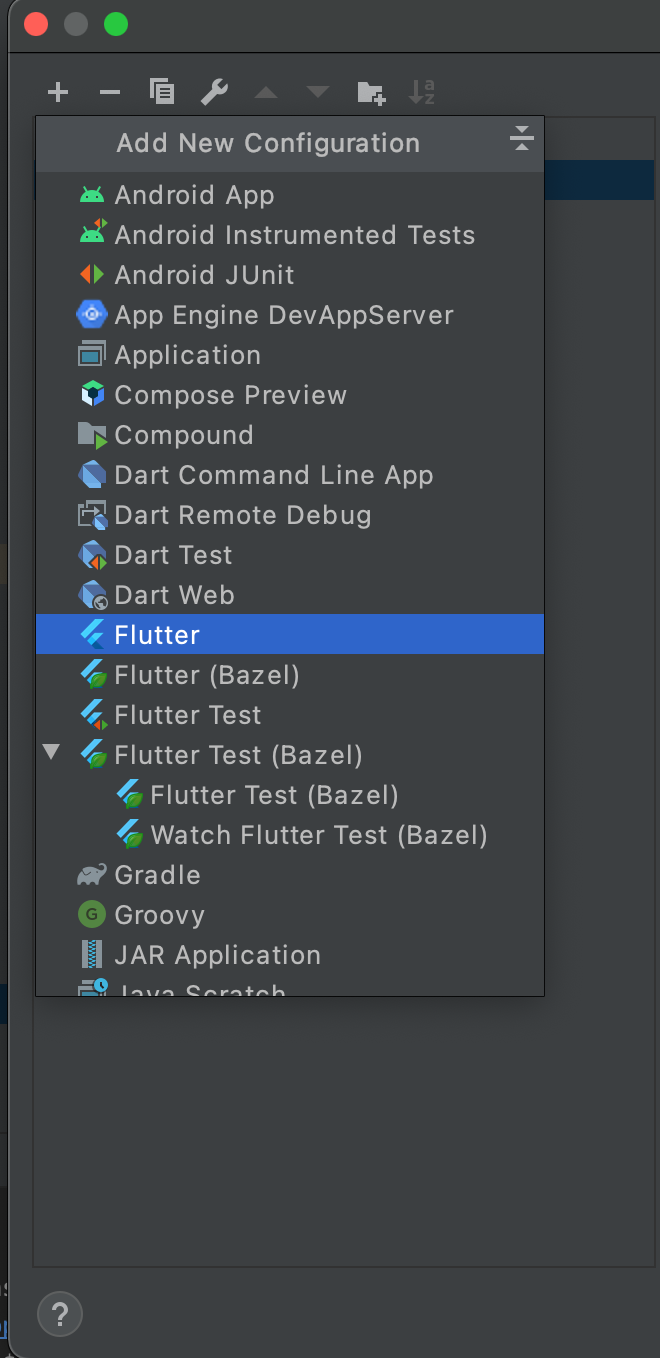 Add New Configuration
Android App
Android Instrumented Tests
Android JUnit
App Engine DevAppServer
Application
Compose Preview
Compound
Dart Command Line App
Dart Remote Debug
Dart Test
Dart Web
Flutter
Flutter (Bazel)
Flutter Test
Flutter Test (Bazel)
Flutter Test (Bazel)
Watch Flutter Test (Bazel)
Gradle
G Groovy
JAR Application
Java Scratch
?